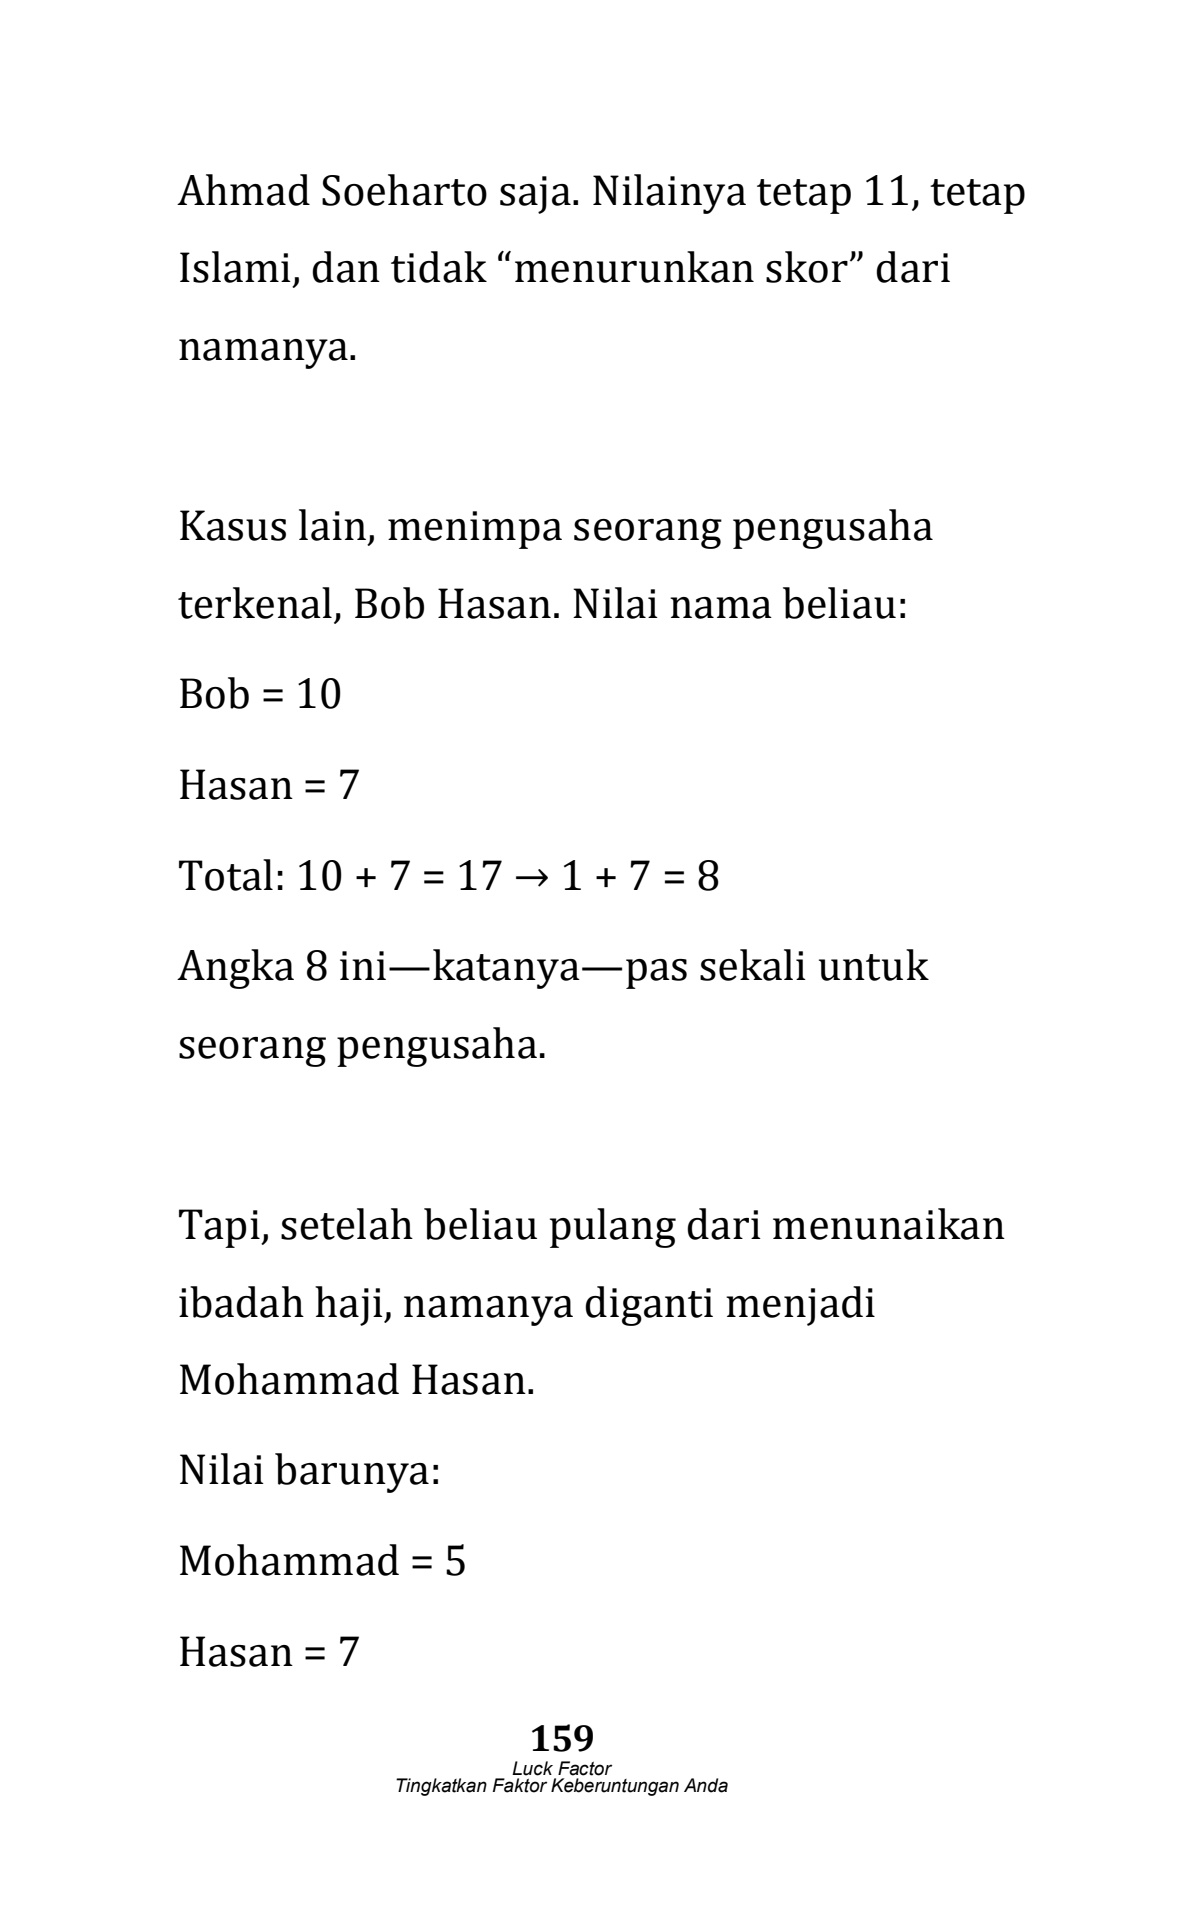 Ahmad Soeharto saja. Nilainya tetap 11, tetap
Islami, dan tidak “menurunkan skor” dari
namanya.
Kasus lain, menimpa seorang pengusaha
terkenal, Bob Hasan. Nilai nama beliau:
Bob = 10
Hasan = 7
Total: 10 + 7 = 17 → 1 + 7 = 8
Angka 8 ini—katanya—pas sekali untuk
seorang pengusaha.
Tapi, setelah beliau pulang dari menunaikan
ibadah haji, namanya diganti menjadi
Mohammad Hasan.
Nilai barunya:
Mohammad = 5
Hasan = 7
159
Luck Factor
Tingkatkan Faktor Keberuntungan Anda